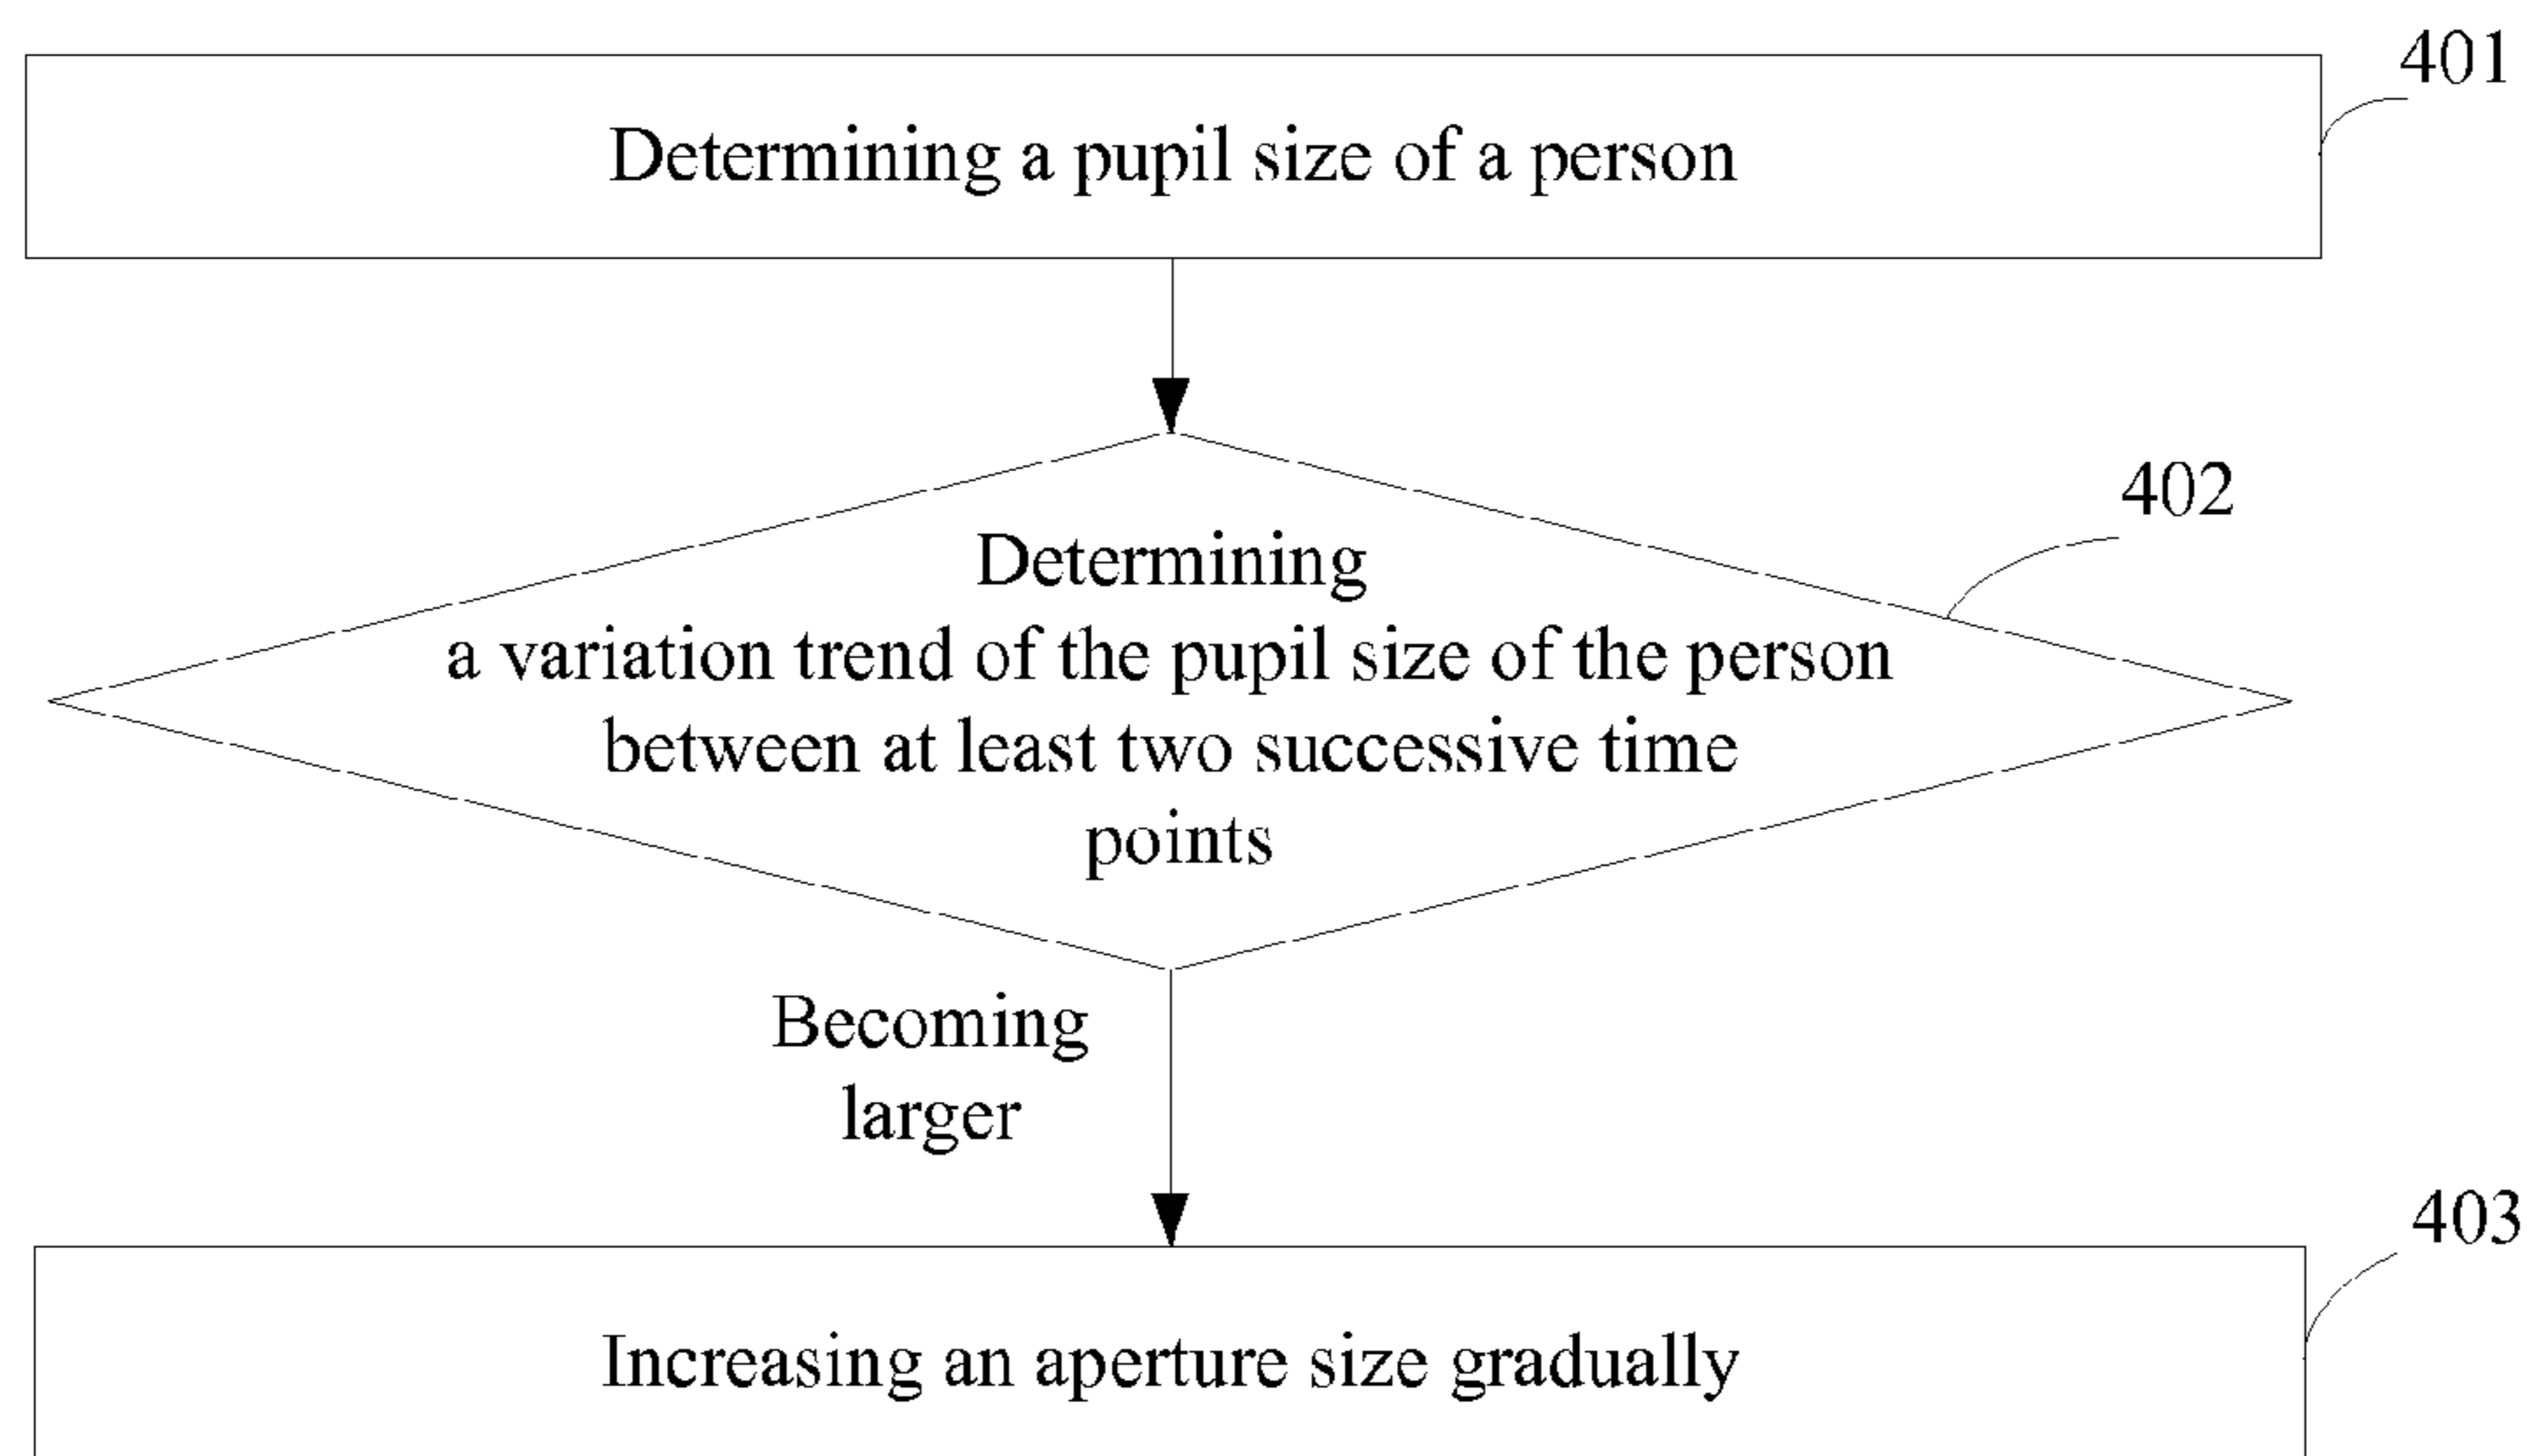 401
Determining a pupil size of a person
402
Determining
a variation trend of the pupil size of the person
between at least two successive time
points
Becoming
larger
403
Increasing an aperture size gradually